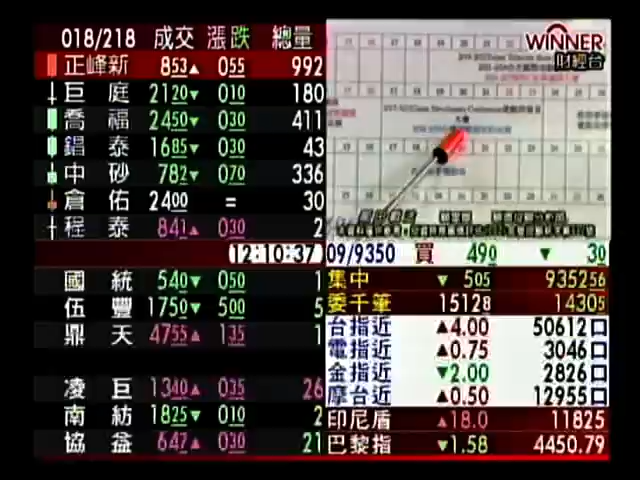 018/218 成交 漲跌 總量
正峰新 853▲ 055 992
巨庭 2120▼ 010 180
喬福 2450▼ 030 411
錩泰 1685▼ 030 43
中砂 782▼ 070 336
倉佑 2400 = 30
程泰 841▲ 030 2
12:10:37
國統 540▼ 050 1
伍豐 1750▼ 500 5
鼎天 4755▲ 135 1
凌巨 1340▲ 035 26
南紡 1825▼ 010 2
協益 647▲ 030 21
WINNER
財經台
09/9350 買 490 ▼ 30
集中 ▼ 505 935256
委千筆 15128 14305
台指近 ▲4.00 50612口
電指近 ▲0.75 3046口
金指近 ▼2.00 2826口
摩台近 ▲0.50 12955口
印尼盾 ▲18.0 11825
巴黎指 ▼1.58 4450.79